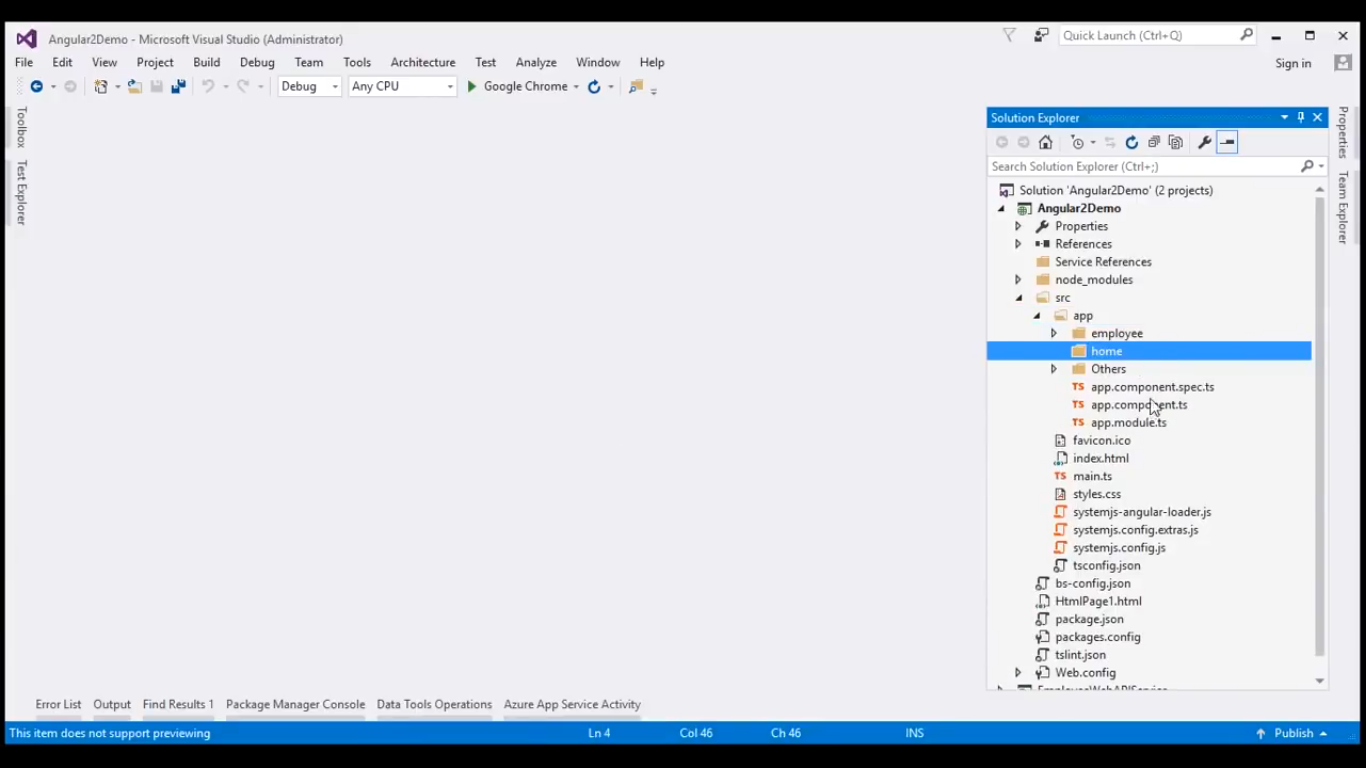 Angular2Demo - Microsoft Visual Studio (Administrator)
Quick Launch (Ctrl+Q)
File Edit View Project Build Debug Team Tools Architecture Test Analyze Window Help
Sign in
Debug Any CPU Google Chrome
Toolbox
Test Explorer
Solution Explorer
Search Solution Explorer (Ctrl+;)
Solution 'Angular2Demo' (2 projects)
Angular2Demo
Properties
References
Service References
node_modules
src
app
employee
home
Others
TS app.component.spec.ts
TS app.component.ts
TS app.module.ts
favicon.ico
index.html
TS main.ts
styles.css
systemjs-angular-loader.js
systemjs.config.extras.js
systemjs.config.js
tsconfig.json
bs-config.json
HtmlPage1.html
package.json
packages.config
tslint.json
Web.config
EmployeeWebAPIService
Properties
Team Explorer
Error List Output Find Results 1 Package Manager Console Data Tools Operations Azure App Service Activity
This item does not support previewing Ln 4 Col 46 Ch 46 INS Publish